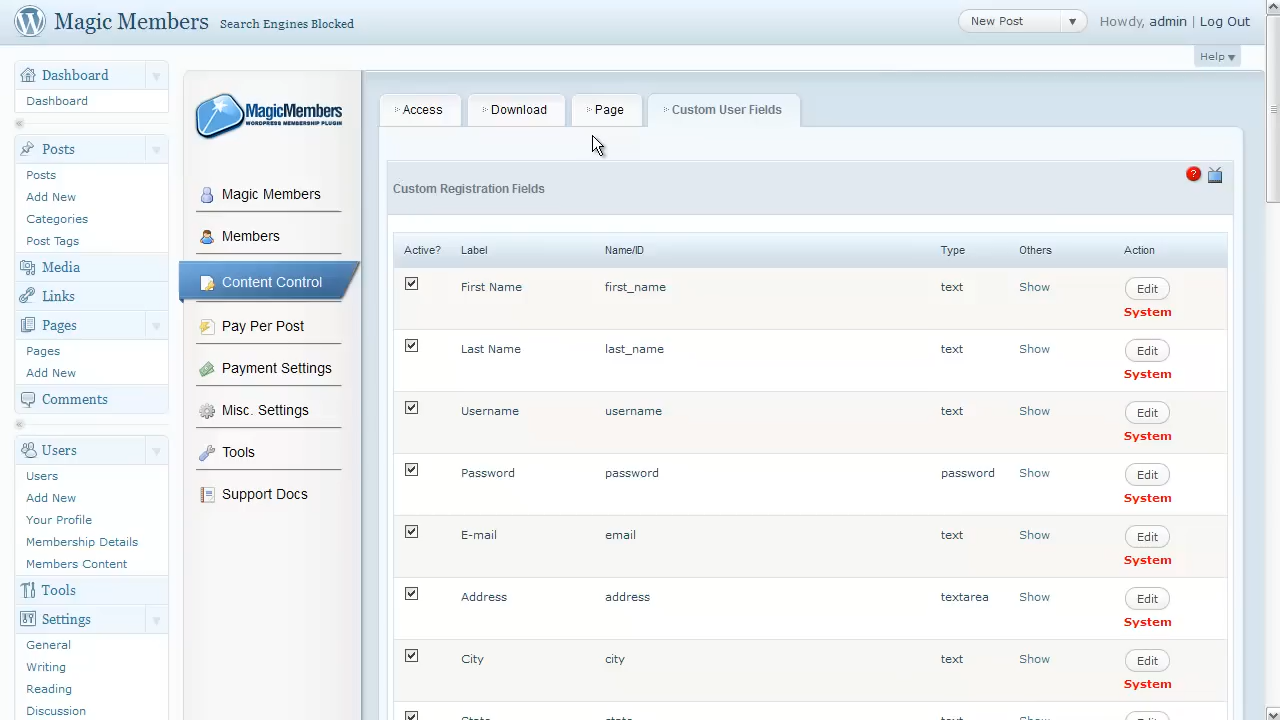 Magic Members Search Engines Blocked
New Post
Howdy, admin | Log Out
Help
Dashboard
Dashboard
Posts
Posts
Add New
Categories
Post Tags
Media
Links
Pages
Pages
Add New
Comments
Users
Users
Add New
Your Profile
Membership Details
Members Content
Tools
Settings
General
Writing
Reading
Discussion
MagicMembers
WORDPRESS MEMBERSHIP PLUGIN
Magic Members
Members
Content Control
Pay Per Post
Payment Settings
Misc. Settings
Tools
Support Docs
Access Download Page Custom User Fields
Custom Registration Fields
Active? Label Name/ID Type Others Action
First Name first_name text Show Edit
System
Last Name last_name text Show Edit
System
Username username text Show Edit
System
Password password password Show Edit
System
E-mail email text Show Edit
System
Address address textarea Show Edit
System
City city text Show Edit
System